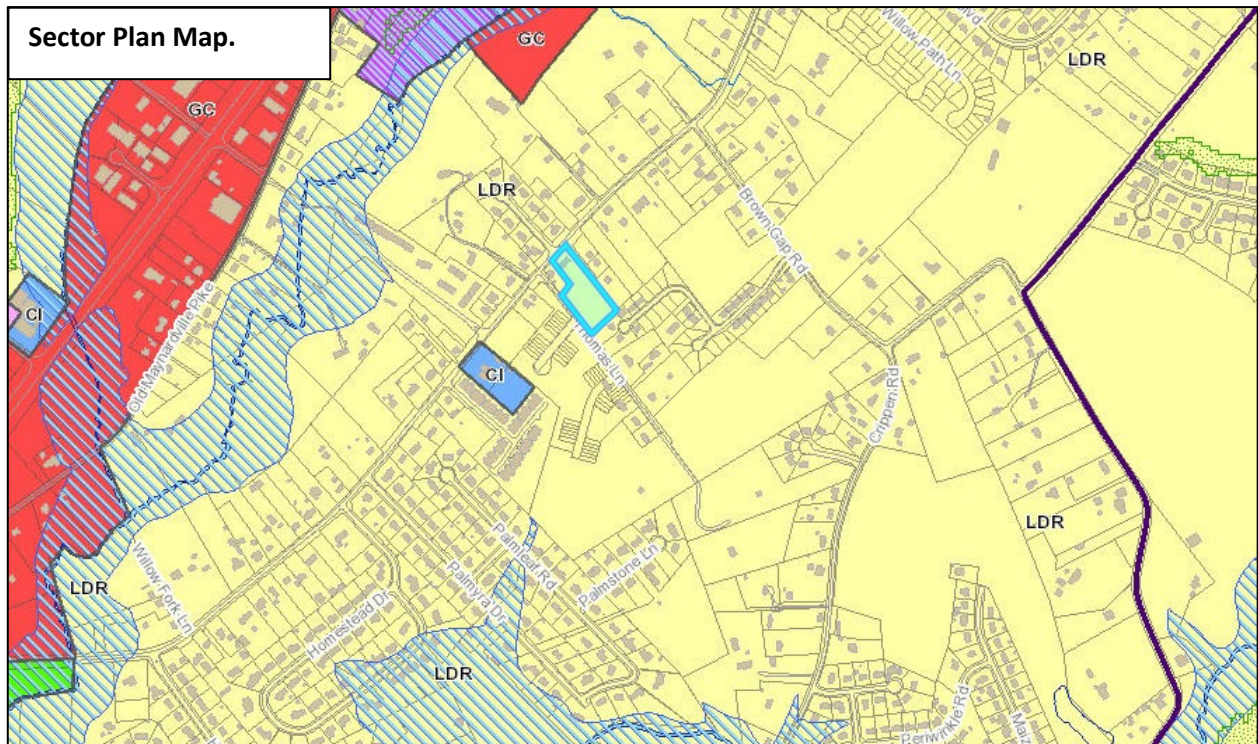 Sector Plan Map.
GC
Willow Path Ln
LDR
GC
LDR
Brown Gap Rd
CI
Old Maynardville Pike
Thomas Ln
CI
Crippen Rd
LDR
Palmleaf Rd
Palmstone Ln
Willow Fork Ln
LDR
Palmyra Dr
Homestead Dr
LDR
Periwinkle Rd